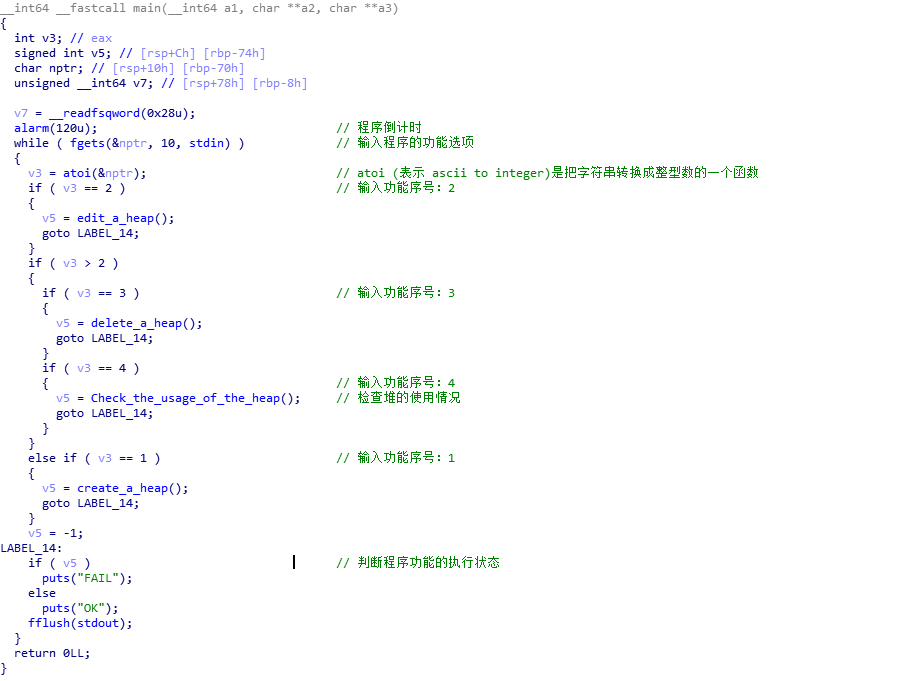 __int64 __fastcall main(__int64 a1, char **a2, char **a3)
{
  int v3; // eax
  signed int v5; // [rsp+Ch] [rbp-74h]
  char nptr; // [rsp+10h] [rbp-70h]
  unsigned __int64 v7; // [rsp+78h] [rbp-8h]

  v7 = __readfsqword(0x28u);
  alarm(120u);                                  // 程序倒计时
  while ( fgets(&nptr, 10, stdin) )             // 输入程序的功能选项
  {
    v3 = atoi(&nptr);                           // atoi (表示 ascii to integer)是把字符串转换成整型数的一个函数
    if ( v3 == 2 )                              // 输入功能序号: 2
    {
      v5 = edit_a_heap();
      goto LABEL_14;
    }
    if ( v3 > 2 )
    {
      if ( v3 == 3 )                            // 输入功能序号: 3
      {
        v5 = delete_a_heap();
        goto LABEL_14;
      }
      if ( v3 == 4 )
      {                                         // 输入功能序号: 4
        v5 = Check_the_usage_of_the_heap();     // 检查堆的使用情况
        goto LABEL_14;
      }
    }
    else if ( v3 == 1 )                         // 输入功能序号: 1
    {
      v5 = create_a_heap();
      goto LABEL_14;
    }
    v5 = -1;
LABEL_14:
    if ( v5 )                                   // 判断程序功能的执行状态
      puts("FAIL");
    else
      puts("OK");
    fflush(stdout);
  }
  return 0LL;
}